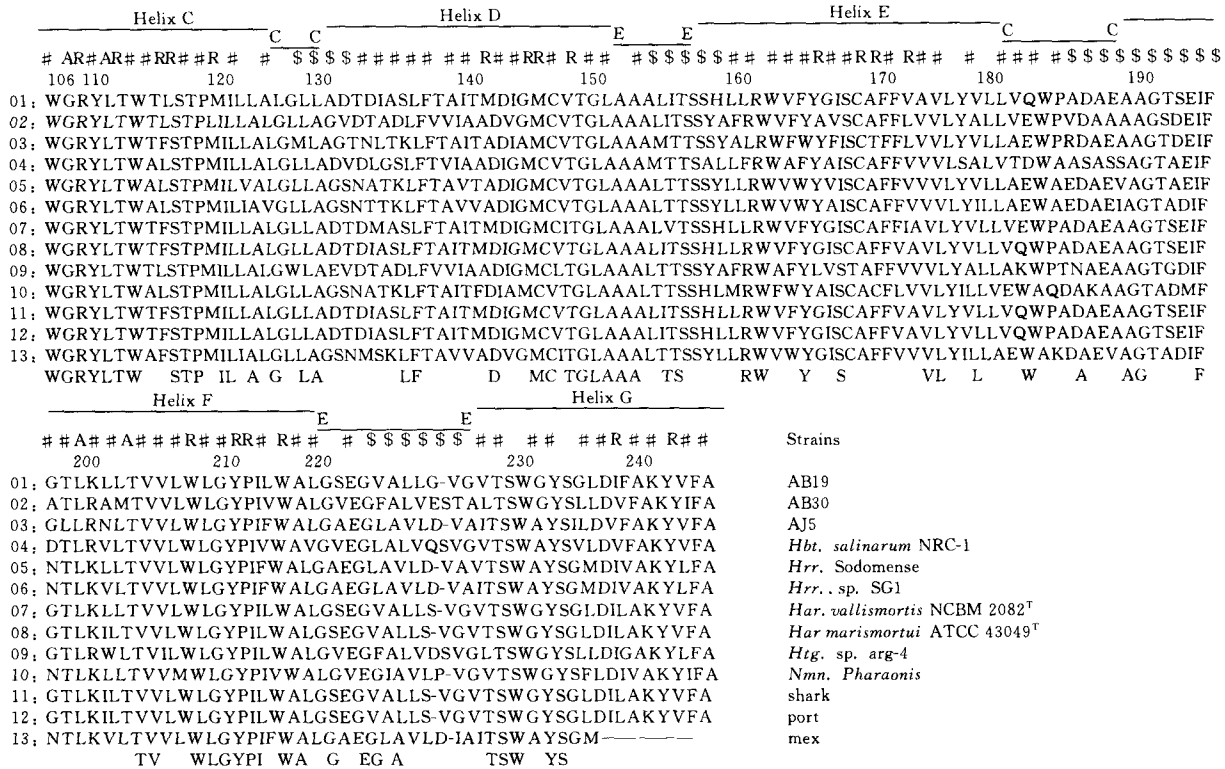 Helix C Helix D Helix E
C C E E C C
# AR# AR# #RR# #R # # $ $ # # # # # # # # # R# #RR# R # # # $ $ $ # # # # # # #R# #R# R # # # # # # $ $ $ $ $ $ $ $
106 110 120 130 140 150 160 170 180 190
01: WGRYLTWTLSTPMILLALGLLADTDIASLFTAITMDIGMCVTGLAAALITSSHLLRWVFYGISCAFFVAVLYVLLVQWPADAEAAGTSEIF
02: WGRYLTWTLSTPLILLALGLLAGVDTADLFVVIAADVGMCVTGLAAALITSSYAFRWVFYAVSCAFFLVVLYALLVEWPVDAAAAGSDEIF
03: WGRYLTWTFSTPMILLALGMLAGTNLTKLFTAITADIAMCVTGLAAAMTTSSYALRWFWYFISCTFFLVVLYVLLAEWPRDAEAAGTDEIF
04: WGRYLTWALSTPMILLALGLLADVDLGSLFTVIAADIGMCVTGLAAAMTTSALLFRWAFYAISCAFFVVVLSALVTDWAASASSAGTAEIF
05: WGRYLTWALSTPMILVALGLLAGSNATKLFTAVTADIGMCVTGLAAALTTSSYLLRWVWYVISCAFFVVVLYVLLAEWAEDAEVAGTAEIF
06: WGRYLTWALSTPMILIAVGLLAGSNTTKLFTAVVADIGMCVTGLAAALTTSSYLLRWVWYAISCAFFVVVLYILLAEWAEDAEIAGTADIF
07: WGRYLTWTFSTPMILLALGLLADTDMASLFTAITMDIGMCITGLAAALVTSSHLLRWVFYGISCAFFIAVLYVLLVEWPADAEAAGTSEIF
08: WGRYLTWTFSTPMILLALGLLADTDIASLFTAITMDIGMCVTGLAAALITSSHLLRWVFYGISCAFFVAVLYVLLVQWPADAEAAGTSEIF
09: WGRYLTWTLSTPMILLALGWLAEVDTADLFVVIAADIGMCLTGLAAALTTSSYAFRWAFYLVSTAFFVVVLYALLAKWPTNAEAAGTGDIF
10: WGRYLTWALSTPMILLALGLLAGSNATKLFTAITFDIAMCVTGLAAALTTSSHLMRWFWYAISCACFLVVLYILLVEWAQDAKAAGTADMF
11: WGRYLTWTFSTPMILLALGLLADTDIASLFTAITMDIGMCVTGLAAALITSSHLLRWVFYGISCAFFVAVLYVLLVQWPADAEAAGTSEIF
12: WGRYLTWTFSTPMILLALGLLADTDIASLFTAITMDIGMCVTGLAAALITSSHLLRWVFYGISCAFFVAVLYVLLVQWPADAEAAGTSEIF
13: WGRYLTWAFSTPMILIALGLLAGSNMSKLFTAVVADVGMCITGLAAALTTSSYLLRWVWYGISCAFFVVVLYILLAEWAKDAEVAGTADIF
WGRYLTW STP IL A G LA LF D MC TGLAAA TS RW Y S VL L W A AG F
Helix F Helix G
E E
# #A# #A# # #R# #RR# R# # # $ $ $ $ $ $ # # # # # #R# # R# # Strains
200 210 220 230 240
01: GTLKLLTVVLWLGYPILWALGSEGVALLG-VGVTSWGYSGLDIFAKYVFA AB19
02: ATLRAMTVVLWLGYPIVWALGVEGFALVESTALTSWGYSLLDVFAKYIFA AB30
03: GLLRNLTVVLWLGYPIFWALGAEGLAVLD-VAITSWAYSILDVFAKYVFA AJ5
04: DTLRVLTVVLWLGYPIVWAVGVEGLALVQSVGVTSWAYSVLDVFAKYVFA Hbt. salinarum NRC-1
05: NTLKLLTVVLWLGYPIFWALGAEGLAVLD-VAVTSWAYSGMDIVAKYLFA Hrr. Sodomense
06: NTLKVLTVVLWLGYPIFWALGAEGLAVLD-VAITSWAYSGMDIVAKYLFA Hrr.. sp. SG1
07: GTLKLLTVVLWLGYPILWALGSEGVALLS-VGVTSWGYSGLDILAKYVFA Har. vallismortis NCBM 2082ᵀ
08: GTLKILTVVLWLGYPILWALGSEGVALLS-VGVTSWGYSGLDILAKYVFA Har marismortui ATCC 43049ᵀ
09: GTLRWLTVILWLGYPILWALGSEGVALVDSVGLTSWGYSLLDIGAKYLFA Htg. sp. arg-4
10: NTLKLLTVVMWLGYPIVWALGVEGIAVLP-VGVTSWGYSFLDIVAKYIFA Nmn. Pharaonis
11: GTLKILTVVLWLGYPILWALGSEGVALLS-VGVTSWGYSGLDILAKYVFA shark
12: GTLKILTVVLWLGYPILWALGSEGVALLS-VGVTSWGYSGLDILAKYVFA port
13: NTLKVLTVVLWLGYPIFWALGAEGLAVLD-IAITSWAYSGM———— mex
TV WLGYPI WA G EG A TSW YS